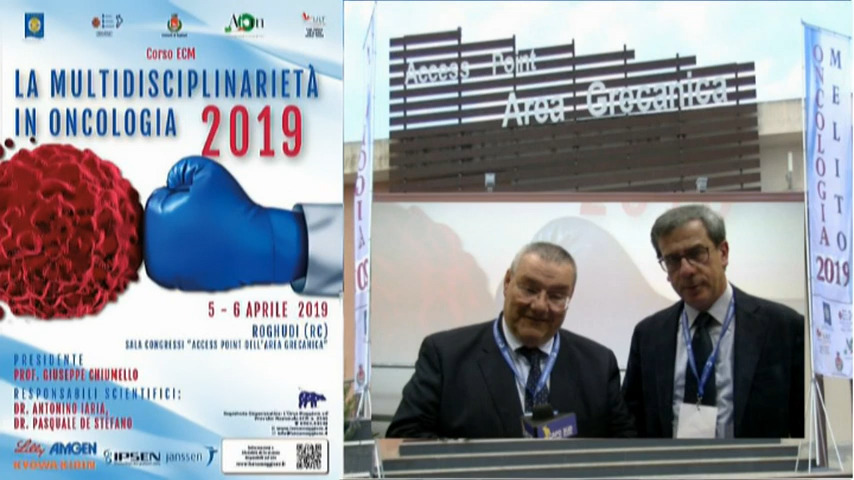 Corso ECM
LA MULTIDISCIPLINARIETÀ
IN ONCOLOGIA 2019
5 - 6 APRILE 2019
ROGHUDI (RC)
SALA CONGRESSI "ACCESS POINT DELL'AREA GRECANICA"
PRESIDENTE
PROF. GIUSEPPE CHIUMELLO
RESPONSABILI SCIENTIFICI:
DR. ANTONINO IARIA,
DR. PASQUALE DE STEFANO
Lilly AMGEN
KYOWA KIRIN
IPSEN janssen
Access Point
Area Grecanica
ONCOLOGIA
MELITO
2019